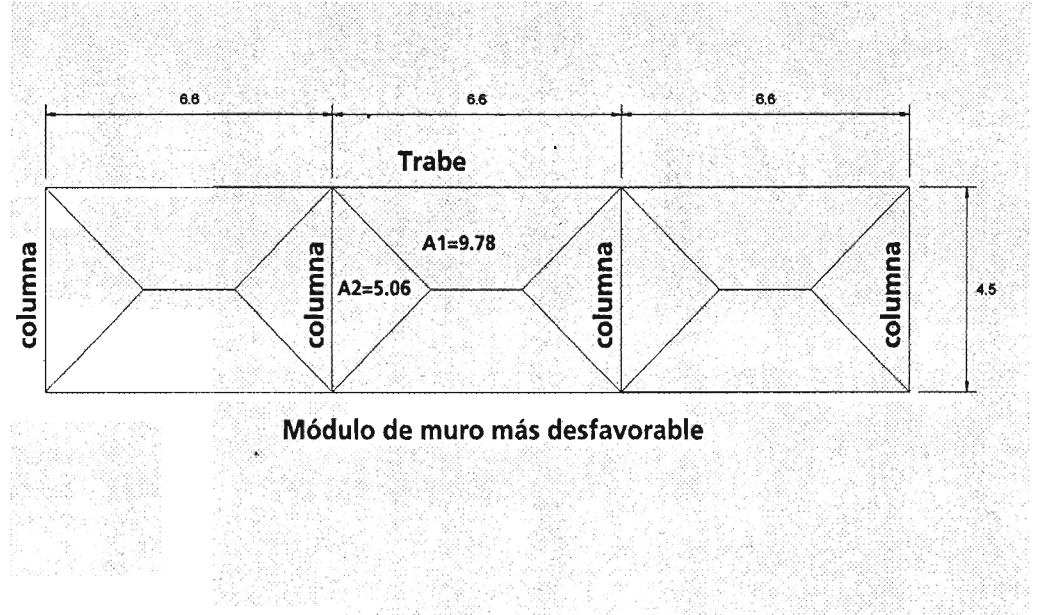 6.6
6.6
6.6
Trabe
columna
A1=9.78
A2=5.06
columna
columna
columna
4.5
Módulo de muro más desfavorable